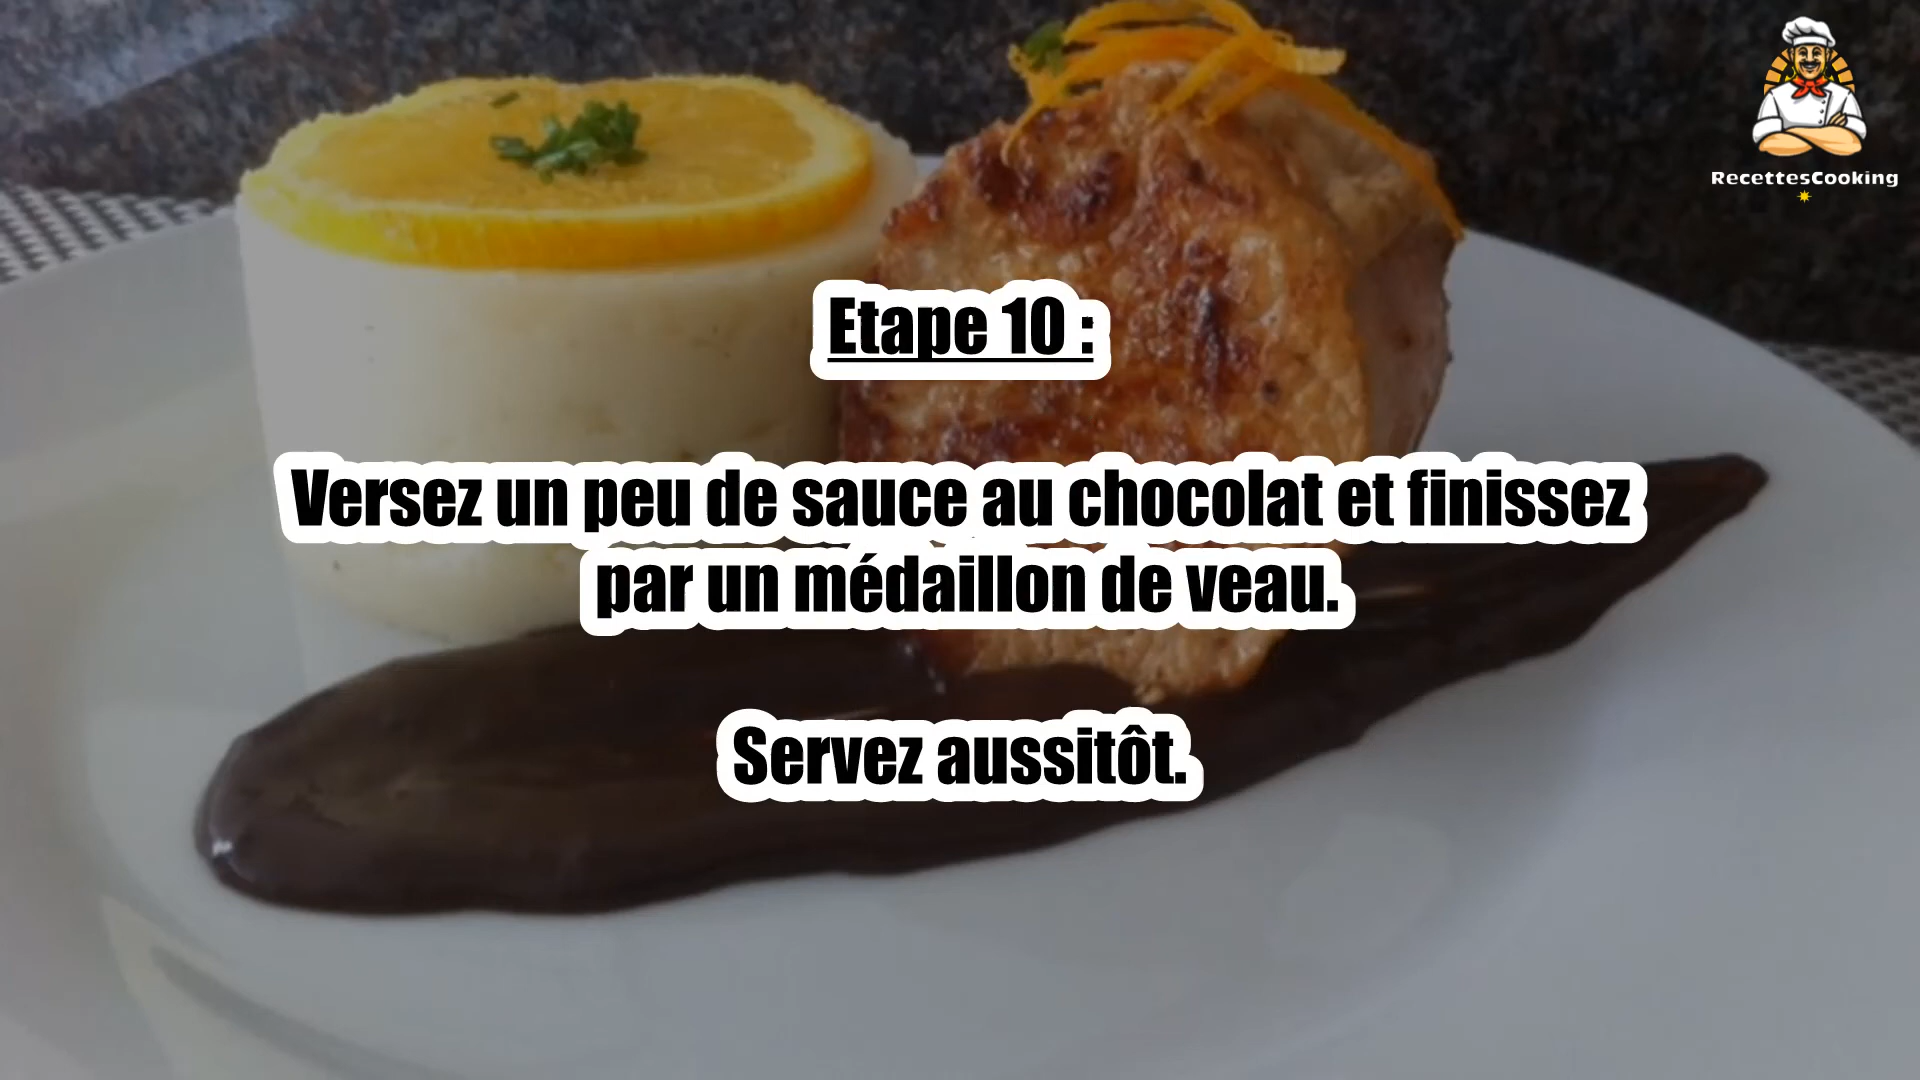 RecettesCooking
Etape 10 :
Versez un peu de sauce au chocolat et finissez
par un médaillon de veau.
Servez aussitôt.